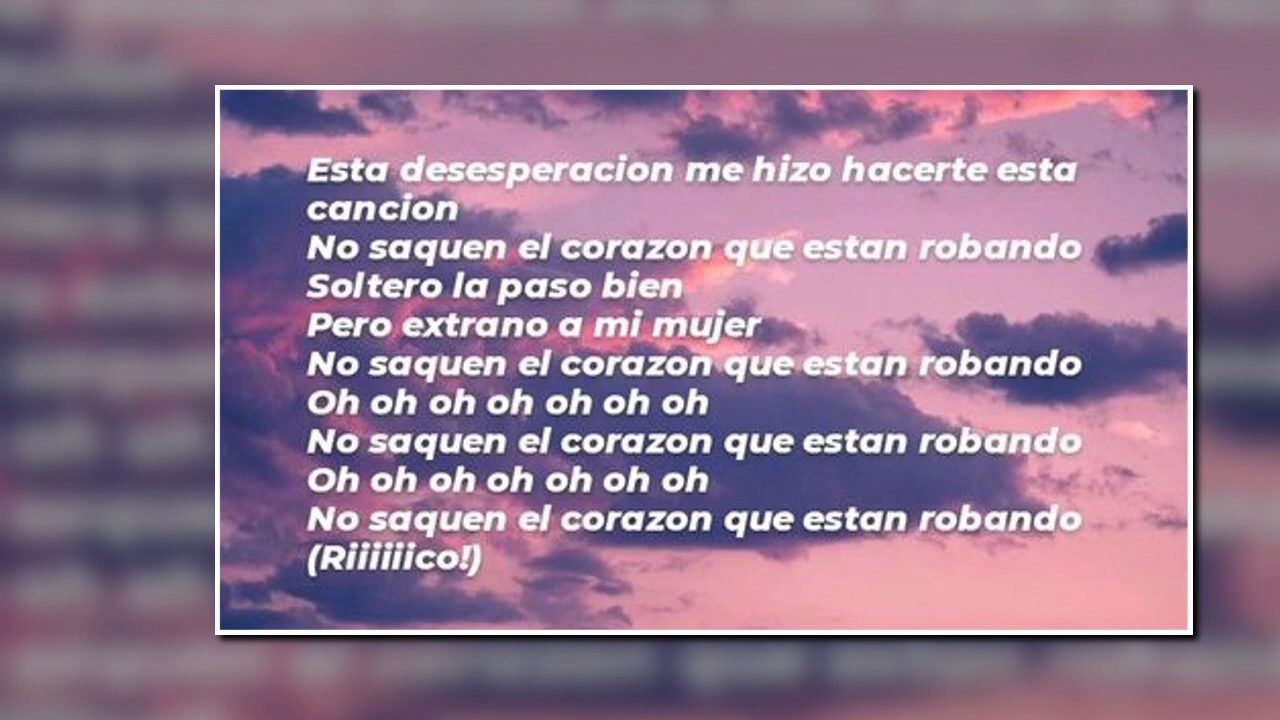 Esta desesperacion me hizo hacerte esta
cancion
No saquen el corazon que estan robando
Soltero la paso bien
Pero extrano a mi mujer
No saquen el corazon que estan robando
Oh oh oh oh oh oh oh
No saquen el corazon que estan robando
Oh oh oh oh oh oh oh
No saquen el corazon que estan robando
(Riiiiiico!)